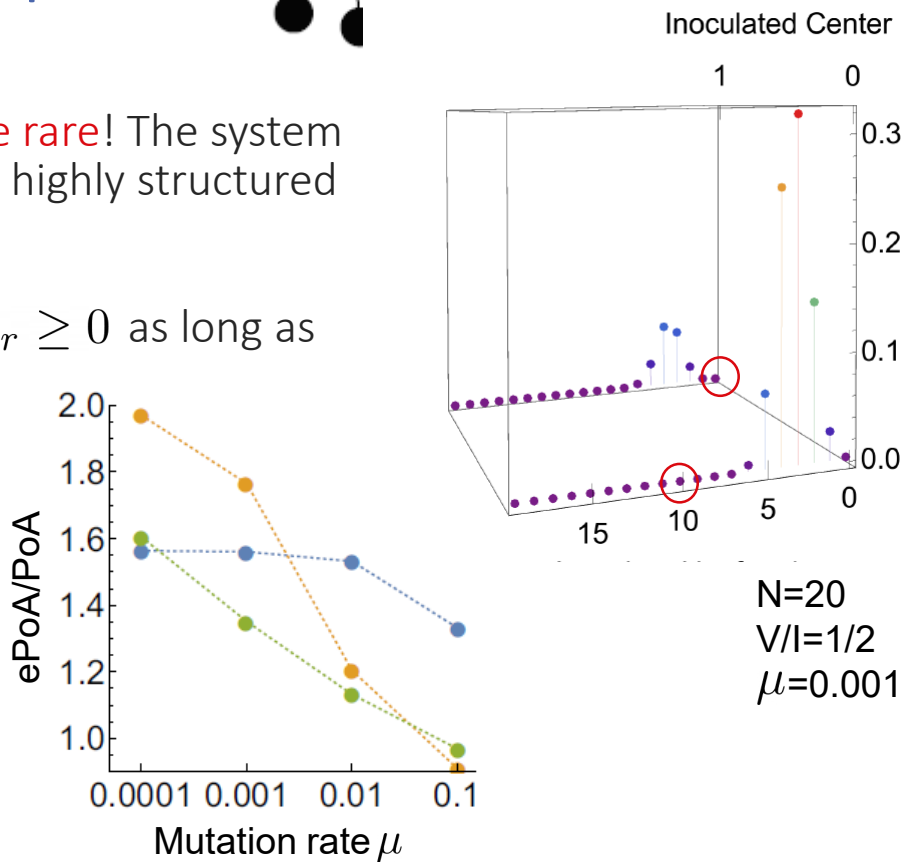 e rare! The system
highly structured
r ≥ 0 as long as
Inoculated Center
1 0
0.3
0.2
0.1
0.0
15 10 5 0
N=20
V/I=1/2
μ=0.001
ePoA/PoA
2.0
1.8
1.6
1.4
1.2
1.0
0.0001 0.001 0.01 0.1
Mutation rate μ